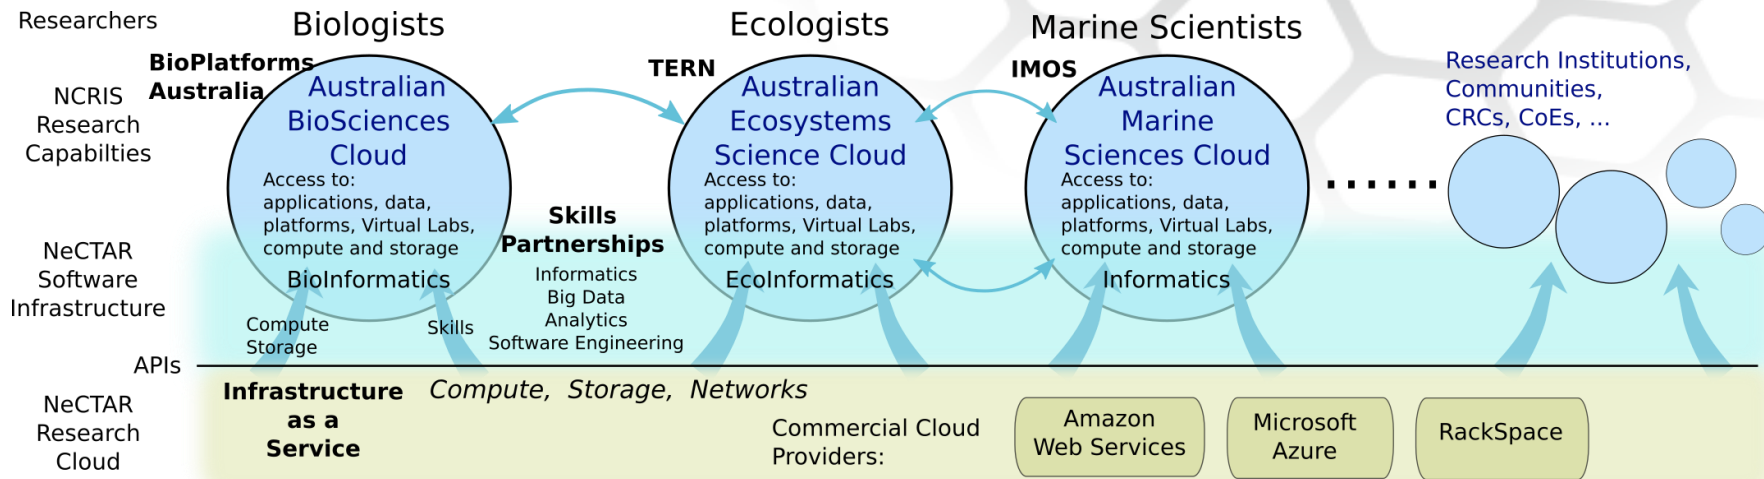 Researchers
Biologists
Ecologists
Marine Scientists
BioPlatforms
Australia
TERN
IMOS
Research Institutions,
Communities,
CRCs, CoEs, ...
NCRIS
Research
Capabilties
Australian
BioSciences
Cloud
Access to:
applications, data,
platforms, Virtual Labs,
compute and storage
BioInformatics
Australian
Ecosystems
Science Cloud
Access to:
applications, data,
platforms, Virtual Labs,
compute and storage
EcoInformatics
Australian
Marine
Sciences Cloud
Access to:
applications, data,
platforms, Virtual Labs,
compute and storage
Informatics
......
NeCTAR
Software
Infrastructure
Skills
Partnerships
Informatics
Big Data
Analytics
Software Engineering
Compute
Storage
Skills
APIs
NeCTAR
Research
Cloud
Infrastructure
as a
Service
Compute, Storage, Networks
Commercial Cloud
Providers:
Amazon
Web Services
Microsoft
Azure
RackSpace